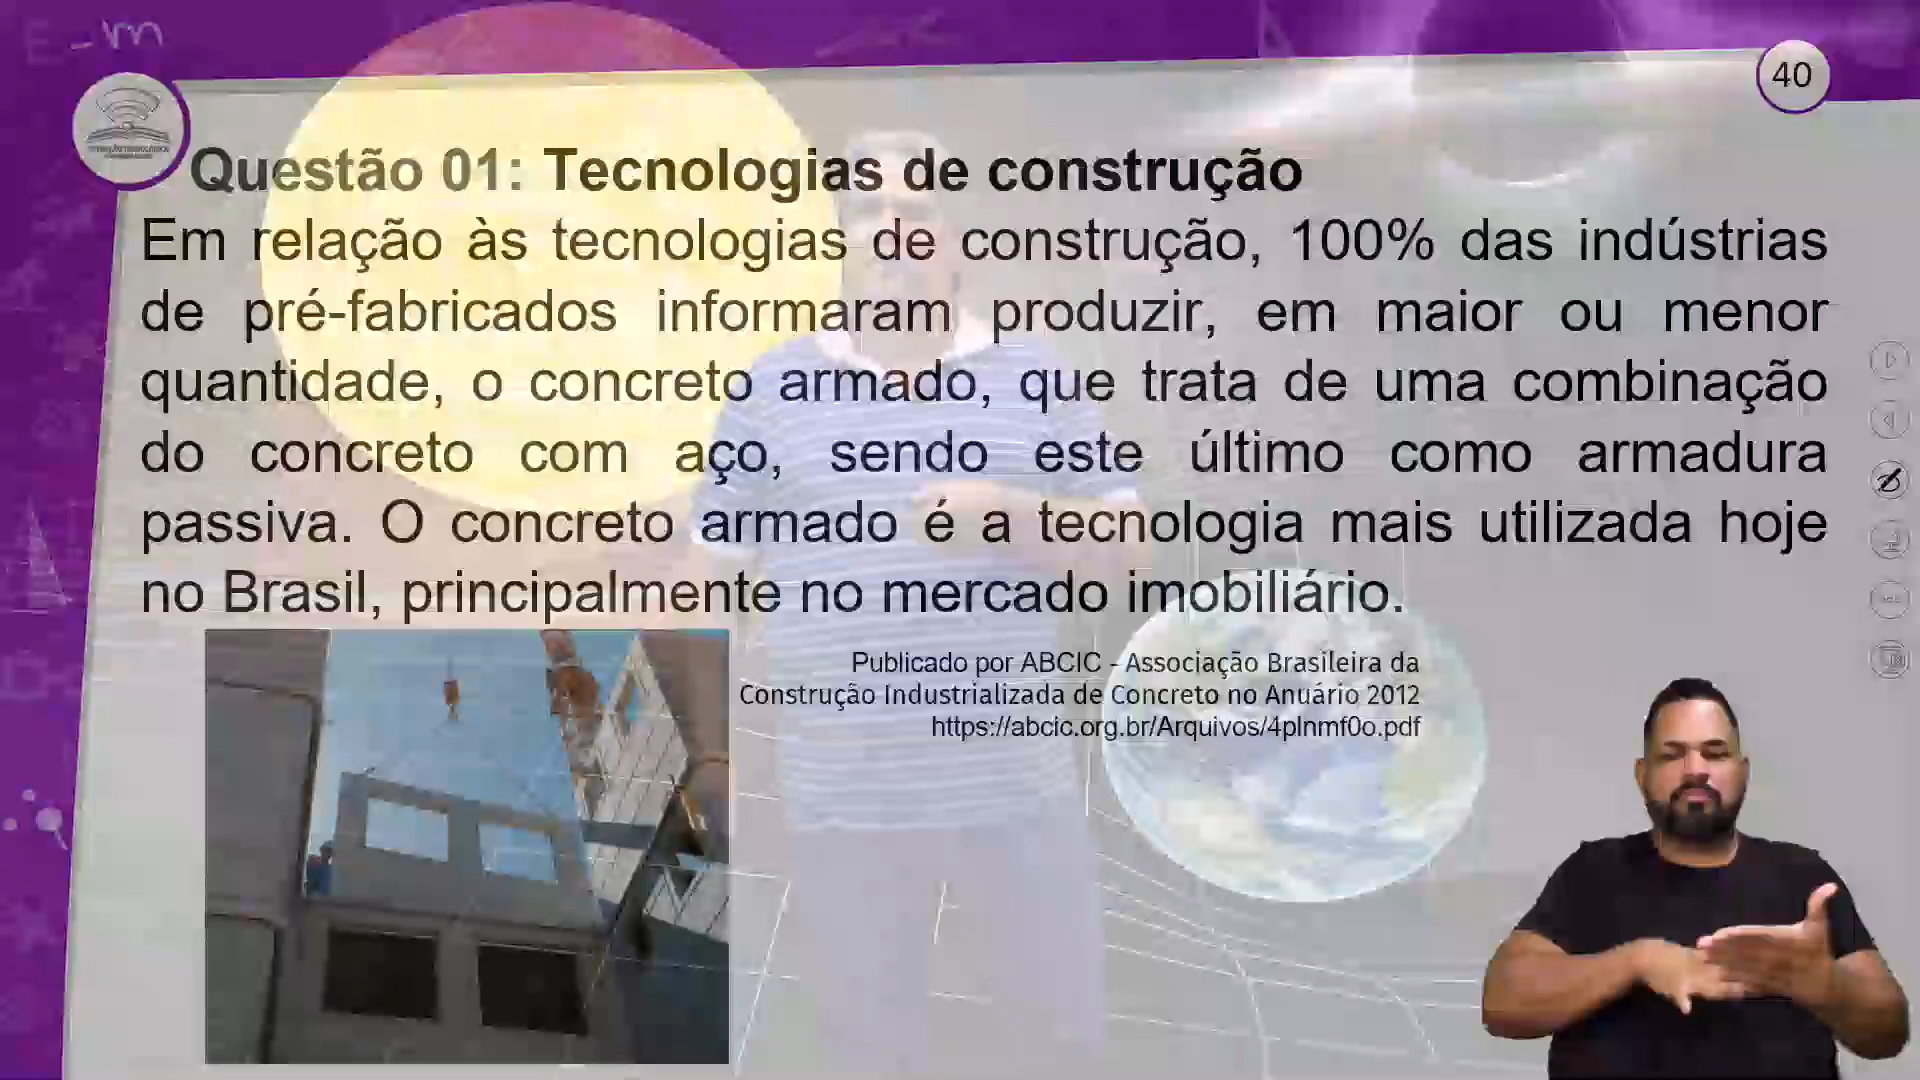 40
Questão 01: Tecnologias de construção
Em relação às tecnologias de construção, 100% das indústrias
de pré-fabricados informaram produzir, em maior ou menor
quantidade, o concreto armado, que trata de uma combinação
do concreto com aço, sendo este último como armadura
passiva. O concreto armado é a tecnologia mais utilizada hoje
no Brasil, principalmente no mercado imobiliário.
Publicado por ABCIC - Associação Brasileira da
Construção Industrializada de Concreto no Anuário 2012
https://abcic.org.br/Arquivos/4plnmf0o.pdf